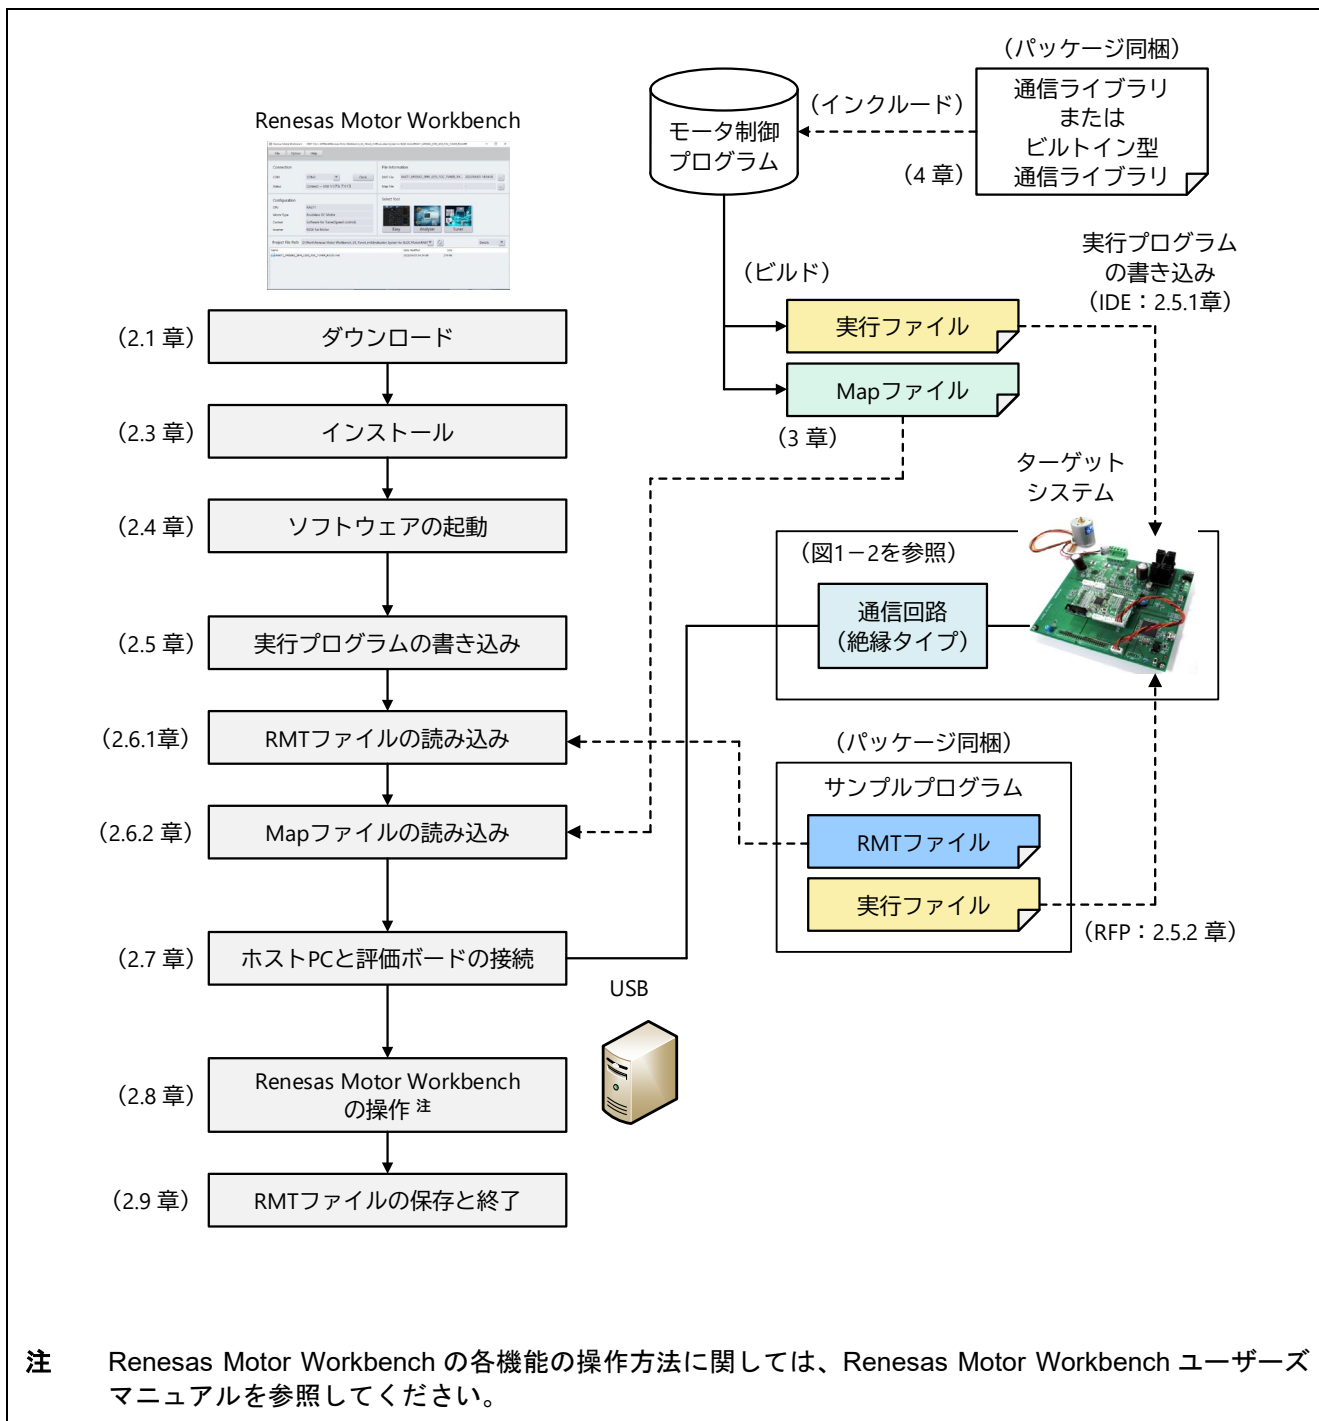 Renesas Motor Workbench
Connection
File Information
Configuration
Select Tool
Easy
Analyzer
Tuner
(2.1 章)
ダウンロード
(2.3 章)
インストール
(2.4 章)
ソフトウェアの起動
(2.5 章)
実行プログラムの書き込み
(2.6.1章)
RMTファイルの読み込み
(2.6.2 章)
Mapファイルの読み込み
(2.7 章)
ホストPCと評価ボードの接続
(2.8 章)
Renesas Motor Workbench
の操作 注
(2.9 章)
RMTファイルの保存と終了
モータ制御
プログラム
(インクルード)
(パッケージ同梱)
通信ライブラリ
または
ビルトイン型
通信ライブラリ
(4 章)
(ビルド)
実行ファイル
Mapファイル
(3 章)
実行プログラム
の書き込み
(IDE：2.5.1章)
ターゲット
システム
(図1－2を参照)
通信回路
(絶縁タイプ)
(パッケージ同梱)
サンプルプログラム
RMTファイル
実行ファイル
(RFP：2.5.2 章)
USB
注 Renesas Motor Workbench の各機能の操作方法に関しては、Renesas Motor Workbench ユーザーズ
マニュアルを参照してください。